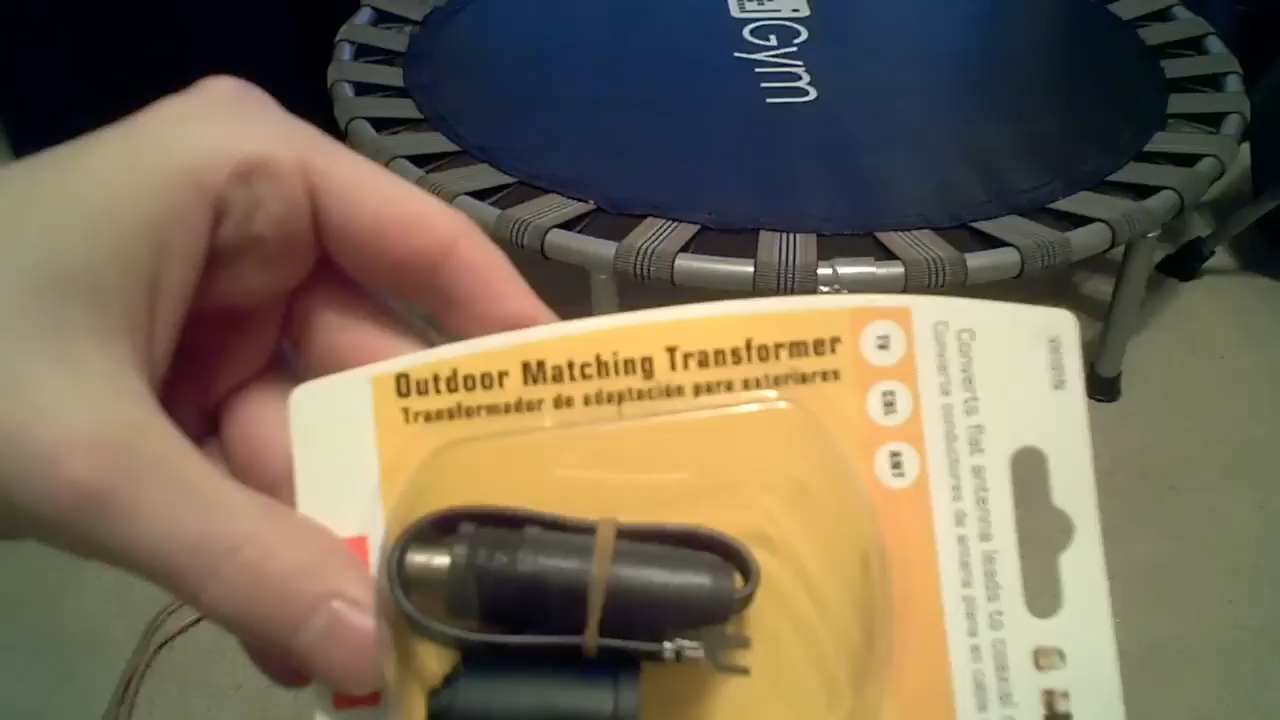 Gym
Outdoor Matching Transformer
Transformador de adaptación para exteriores
TV
CBL
ANT
Converts flat antenna leads to coaxial
Convierte conductores de antena plana en cable